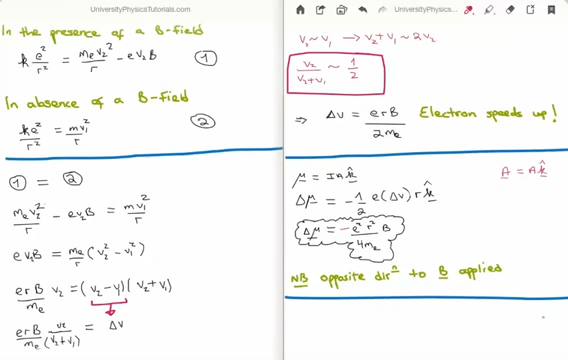 UniversityPhysicsTutorials.com
In the presence of a B-field
k e²/r² = mₑv₂²/r - ev₂B ①
In absence of a B-field
ke²/r² = mv₁²/r ②
① = ②
mₑv₂²/r - ev₂B = mv₁²/r
ev₂B = mₑ/r (v₂² - v₁²)
erB/mₑ v₂ = (v₂ - v₁)(v₂ + v₁)
erB/mₑ v₂/(v₂+v₁) = Δv
UniversityPhysicsTutorials.com
v₂ ~ v₁ → v₂ + v₁ ~ 2v₂
v₂/(v₂+v₁) ~ 1/2
⇒ Δv = erB/2mₑ Electron speeds up!
μ = IA k̂ A = A k̂
Δμ = -1/2 e(Δv) r k̂
Δμ = - e²r²/4mₑ B
NB opposite dirⁿ to B applied